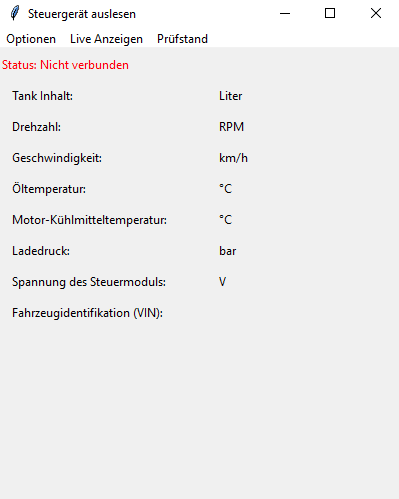 Steuergerät auslesen
Optionen Live Anzeigen Prüfstand
Status: Nicht verbunden
Tank Inhalt: Liter
Drehzahl: RPM
Geschwindigkeit: km/h
Öltemperatur: °C
Motor-Kühlmitteltemperatur: °C
Ladedruck: bar
Spannung des Steuermoduls: V
Fahrzeugidentifikation (VIN):